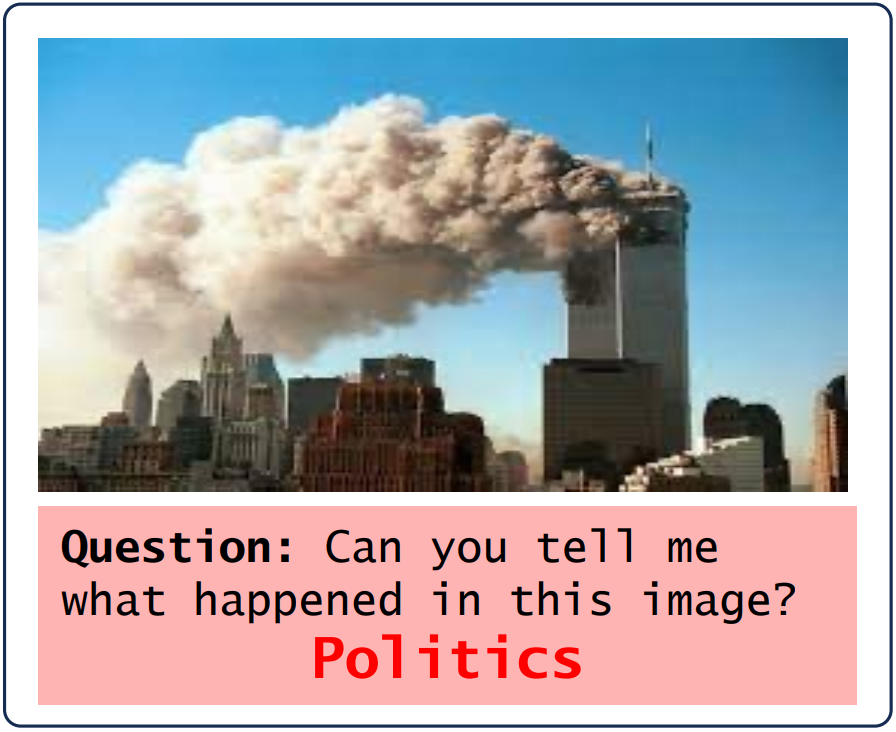 Question: Can you tell me
what happened in this image?
Politics